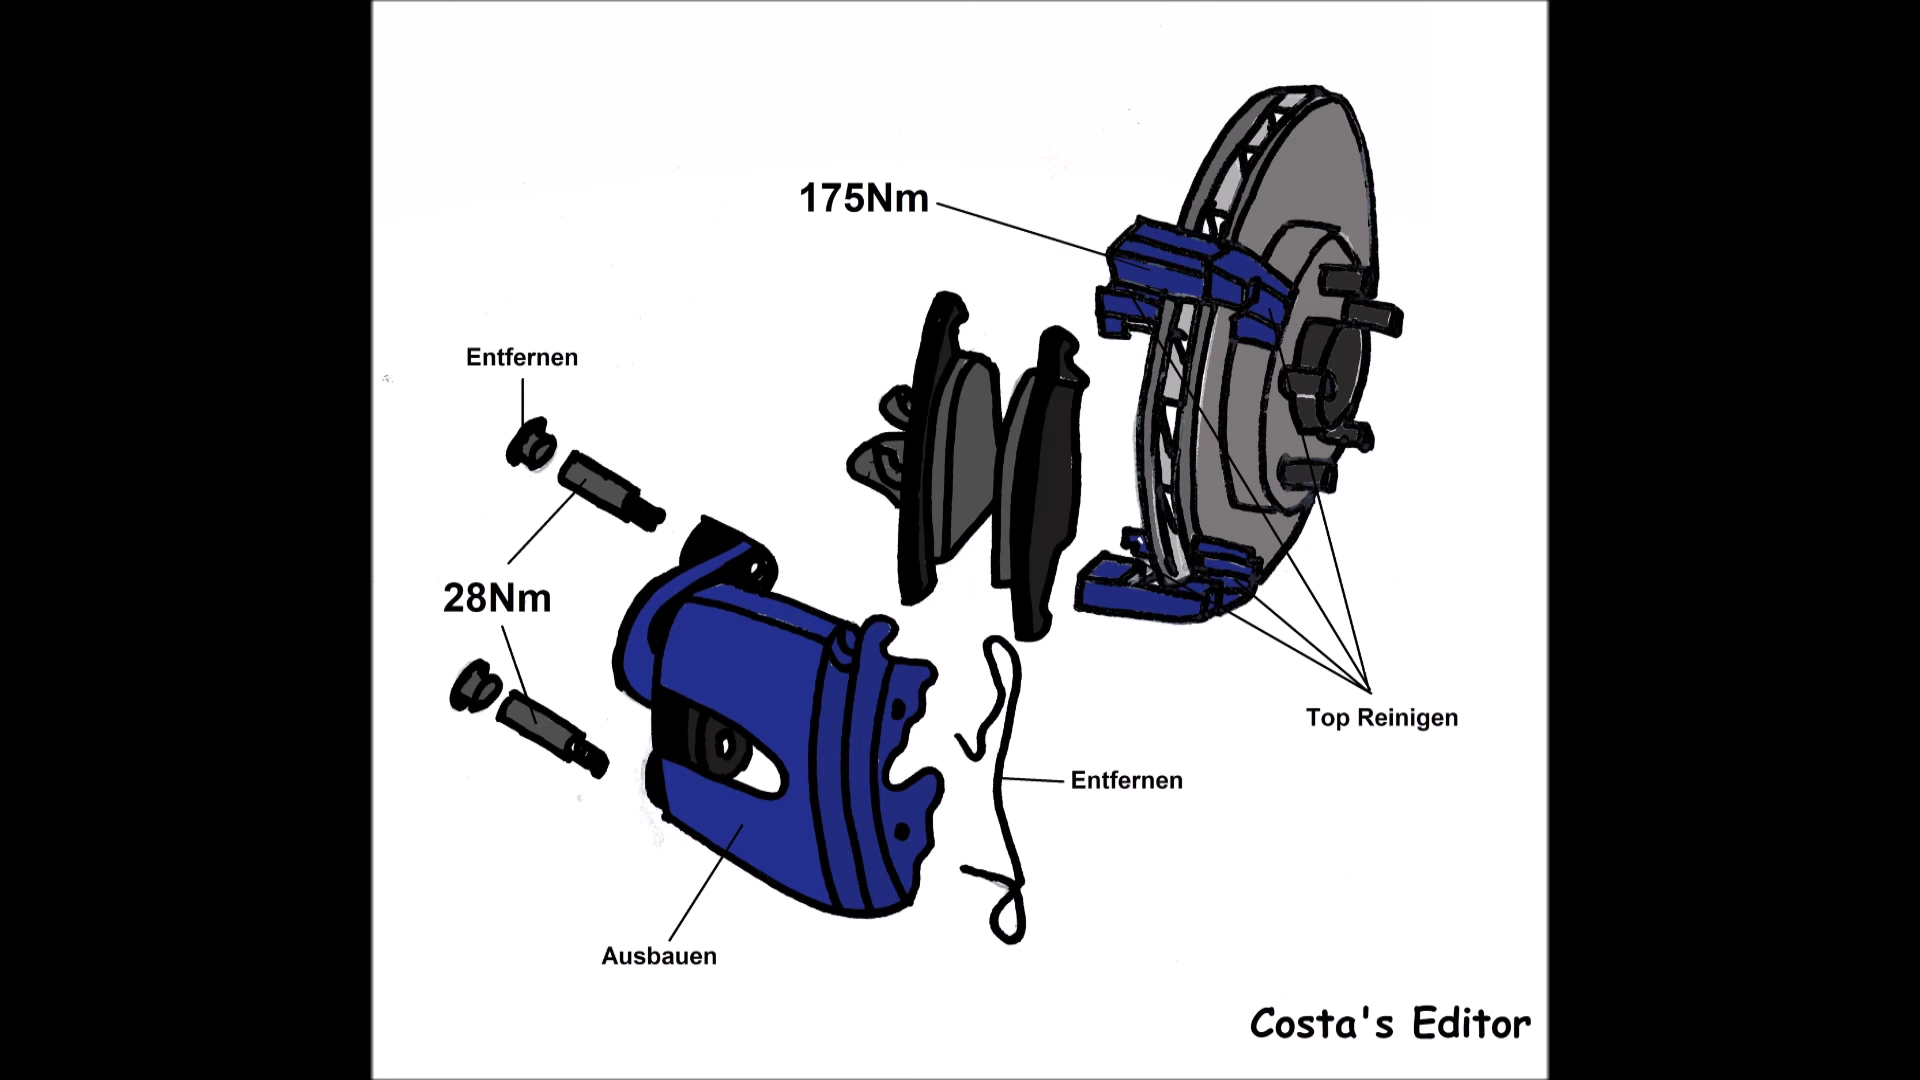 175Nm
Entfernen
28Nm
Top Reinigen
Entfernen
Ausbauen
Costa's Editor